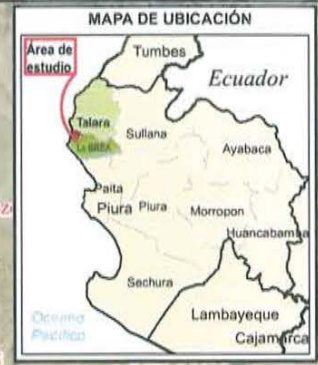 MAPA DE UBICACIÓN
Área de
estudio
Tumbes
Ecuador
Talara
Sullana
La BREA
Ayabaca
Paita
Piura Piura
Morropon
Huancabamba
Sechura
Lambayeque
Océano
Pacífico
Cajamarca